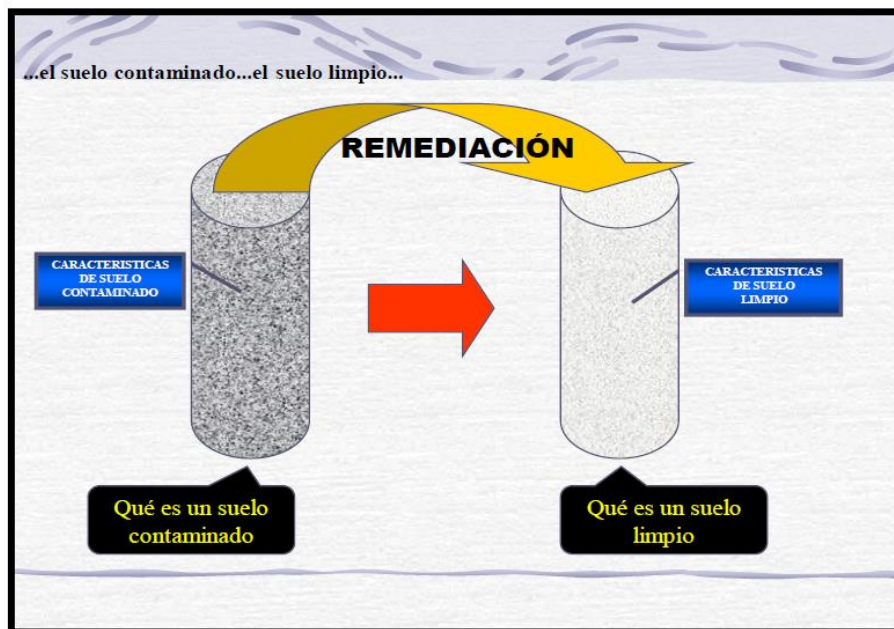 ...el suelo contaminado...el suelo limpio...
REMEDIACIÓN
CARACTERISTICAS
DE SUELO
CONTAMINADO
CARACTERISTICAS
DE SUELO
LIMPIO
Qué es un suelo
contaminado
Qué es un suelo
limpio